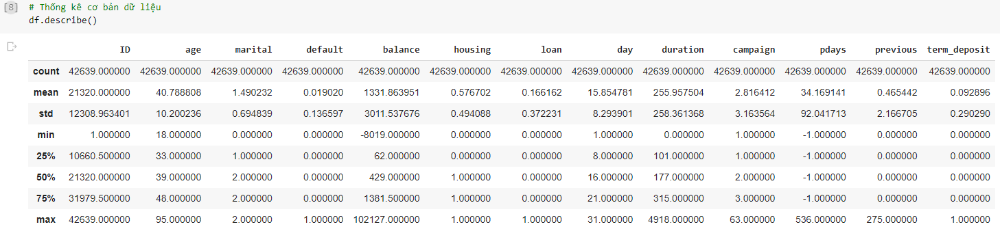 [8] # Thống kê cơ bản dữ liệu
df.describe()
ID age marital default balance housing loan day duration campaign pdays previous term_deposit
count 42639.000000 42639.000000 42639.000000 42639.000000 42639.000000 42639.000000 42639.000000 42639.000000 42639.000000 42639.000000 42639.000000 42639.000000 42639.000000
mean 21320.000000 40.788808 1.490232 0.019020 1331.863951 0.576702 0.166162 15.854781 255.957504 2.816412 34.169141 0.465442 0.092896
std 12308.963401 10.200236 0.694839 0.136597 3011.537676 0.494088 0.372231 8.293901 258.361368 3.163564 92.041713 2.166705 0.290290
min 1.000000 18.000000 0.000000 0.000000 -8019.000000 0.000000 0.000000 1.000000 0.000000 1.000000 -1.000000 0.000000 0.000000
25% 10660.500000 33.000000 1.000000 0.000000 62.000000 0.000000 0.000000 8.000000 101.000000 1.000000 -1.000000 0.000000 0.000000
50% 21320.000000 39.000000 2.000000 0.000000 429.000000 1.000000 0.000000 16.000000 177.000000 2.000000 -1.000000 0.000000 0.000000
75% 31979.500000 48.000000 2.000000 0.000000 1381.500000 1.000000 0.000000 21.000000 315.000000 3.000000 -1.000000 0.000000 0.000000
max 42639.000000 95.000000 2.000000 1.000000 102127.000000 1.000000 1.000000 31.000000 4918.000000 63.000000 536.000000 275.000000 1.000000